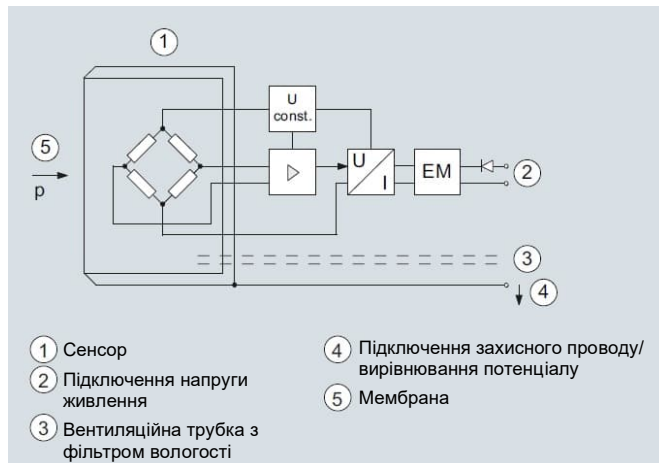 1
U
const.
5
p
U
I
EM
2
3
4
1 Сенсор
2 Підключення напруги
живлення
3 Вентиляційна трубка з
фільтром вологості
4 Підключення захисного проводу/
вирівнювання потенціалу
5 Мембрана